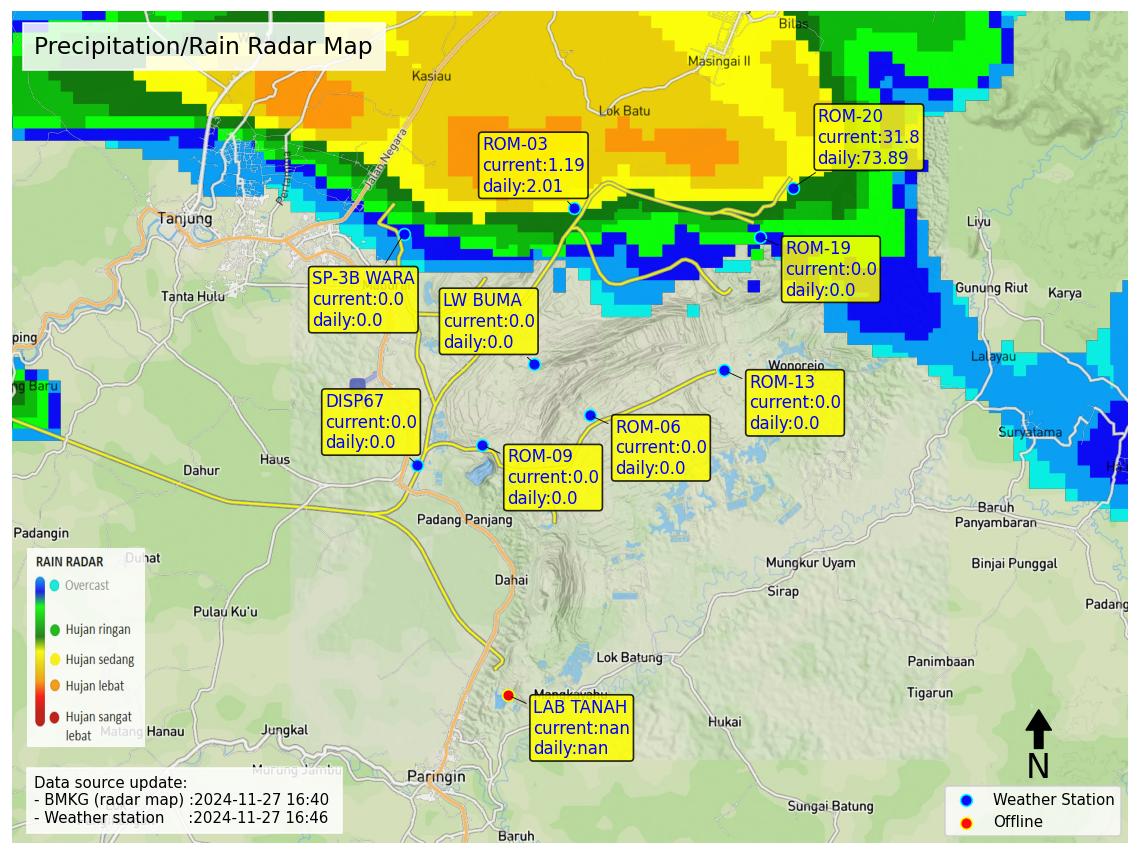 Precipitation/Rain Radar Map
Bilas
Masingai II
Kasiau
Lok Batu
Jalan Negara
ROM-03
current:1.19
daily:2.01
ROM-20
current:31.8
daily:73.89
Tanjung
Liyu
ROM-19
current:0.0
daily:0.0
SP-3B WARA
current:0.0
daily:0.0
LW BUMA
current:0.0
daily:0.0
Tanta Hulu
Gunung Riut
Karya
ping
Lalayau
Wonorejo
ng Baru
ROM-13
current:0.0
daily:0.0
DISP67
current:0.0
daily:0.0
ROM-06
current:0.0
daily:0.0
Suryatama
ROM-09
current:0.0
daily:0.0
Haus
Dahur
Padang Panjang
Baruh
Panyambaran
Padangin
Duhat
Mungkur Uyam
Binjai Punggal
Dahai
Sirap
Padang
Pulau Ku'u
RAIN RADAR
Overcast
Hujan ringan
Hujan sedang
Hujan lebat
Hujan sangat
lebat
Lok Batung
Panimbaan
Tigarun
Mangkayahu
LAB TANAH
current:nan
daily:nan
Matang Hanau
Jungkal
Hukai
Murung Jambu
Paringin
N
Data source update:
- BMKG (radar map) :2024-11-27 16:40
- Weather station :2024-11-27 16:46
Sungai Batung
Baruh
Weather Station
Offline